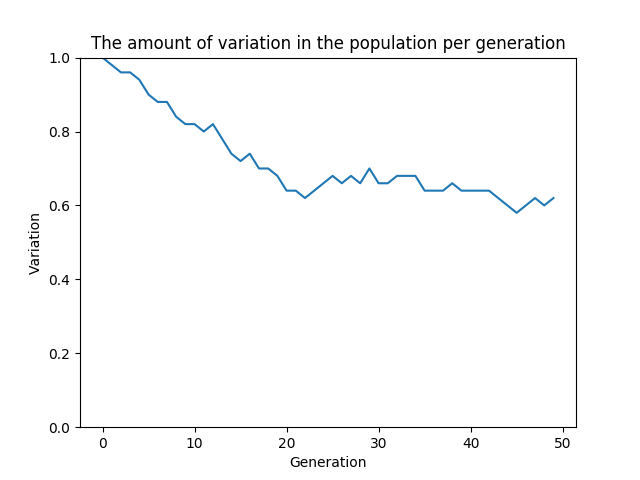 The amount of variation in the population per generation
1.0
0.8
0.6
0.4
0.2
0.0
Variation
0 10 20 30 40 50
Generation